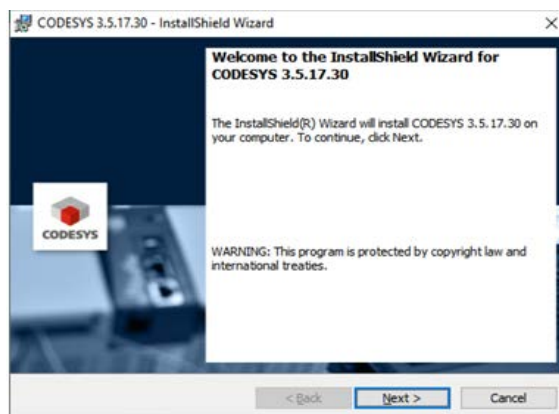 CODESYS 3.5.17.30 - InstallShield Wizard
Welcome to the InstallShield Wizard for
CODESYS 3.5.17.30
The InstallShield(R) Wizard will install CODESYS 3.5.17.30 on
your computer. To continue, click Next.
CODESYS
WARNING: This program is protected by copyright law and
international treaties.
< Back
Next >
Cancel